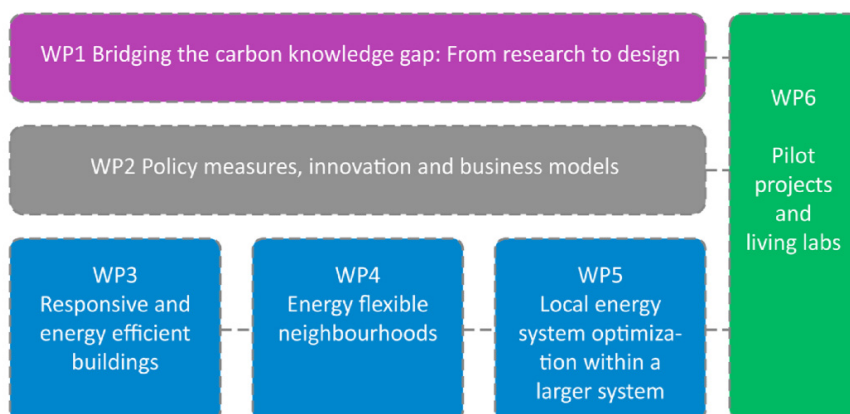 WP1 Bridging the carbon knowledge gap: From research to design
WP2 Policy measures, innovation and business models
WP3
Responsive and
energy efficient
buildings
WP4
Energy flexible
neighbourhoods
WP5
Local energy
system optimiza-
tion within a
larger system
WP6
Pilot
projects
and
living labs